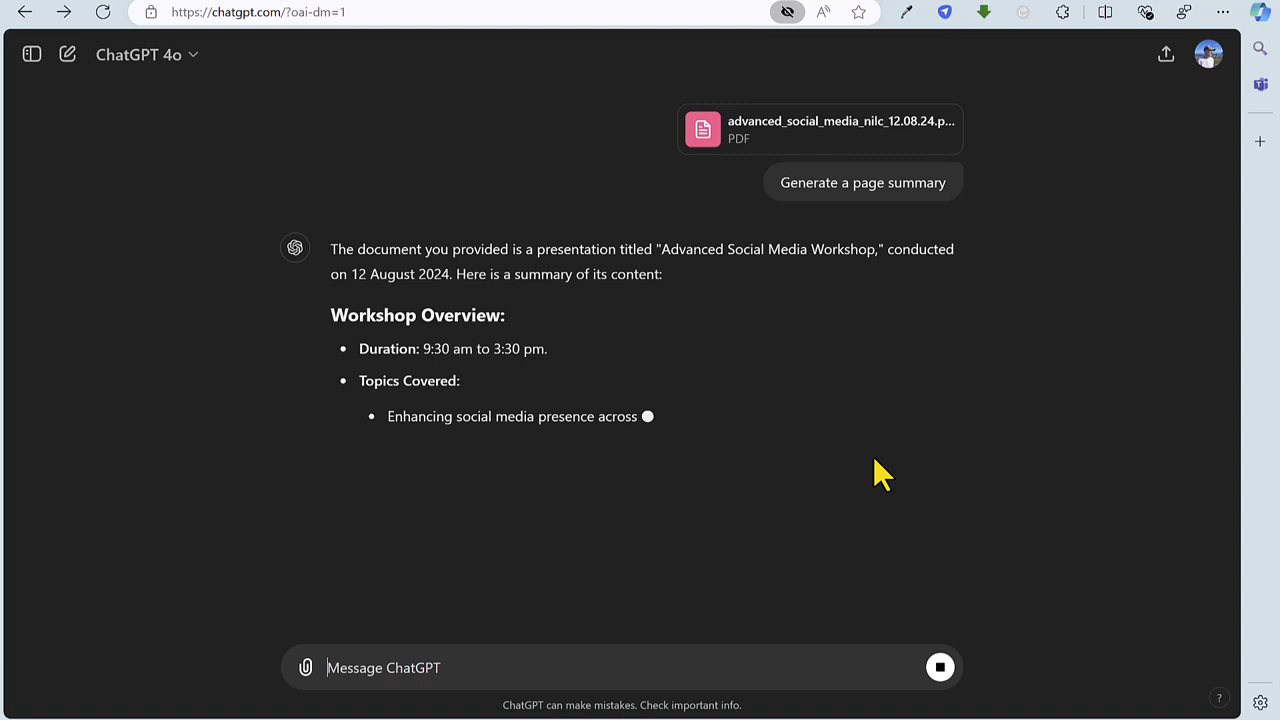 https://chatgpt.com/?oai-dm=1
ChatGPT 4o
advanced_social_media_nilc_12.08.24.p...
PDF
Generate a page summary
The document you provided is a presentation titled "Advanced Social Media Workshop," conducted
on 12 August 2024. Here is a summary of its content:
Workshop Overview:
• Duration: 9:30 am to 3:30 pm.
• Topics Covered:
• Enhancing social media presence across
Message ChatGPT
ChatGPT can make mistakes. Check important info.
?